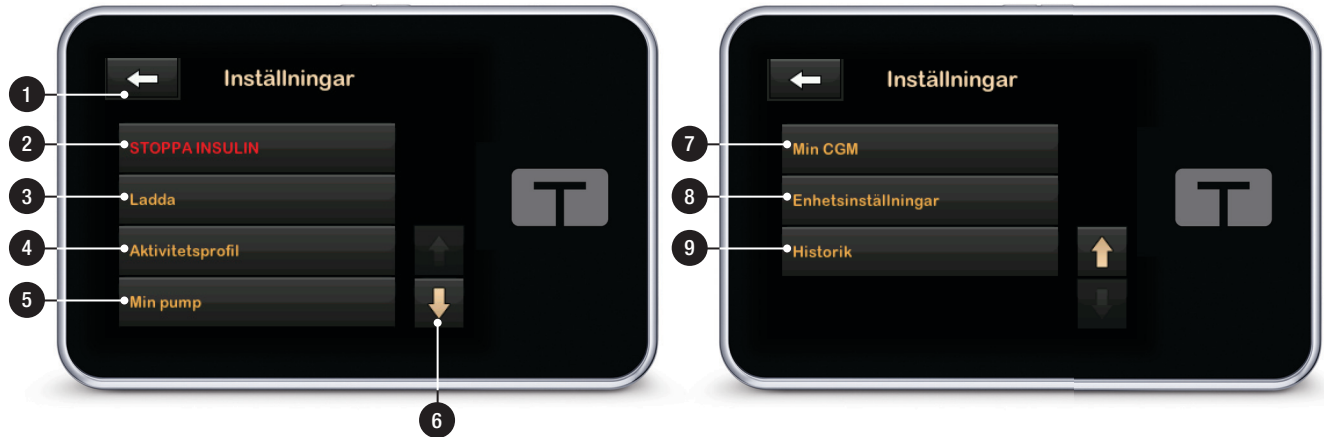 Inställningar
1
2 STOPPA INSULIN
3 Ladda
4 Aktivitetsprofil
5 Min pump
6
Inställningar
7 Min CGM
8 Enhetsinställningar
9 Historik